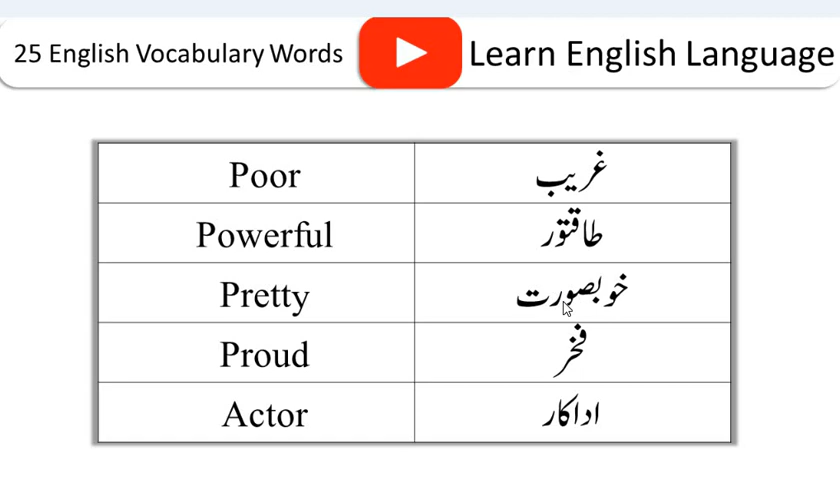 25 English Vocabulary Words Learn English Language
Poor غریب
Powerful طاقتور
Pretty خوبصورت
Proud فخر
Actor اداکار